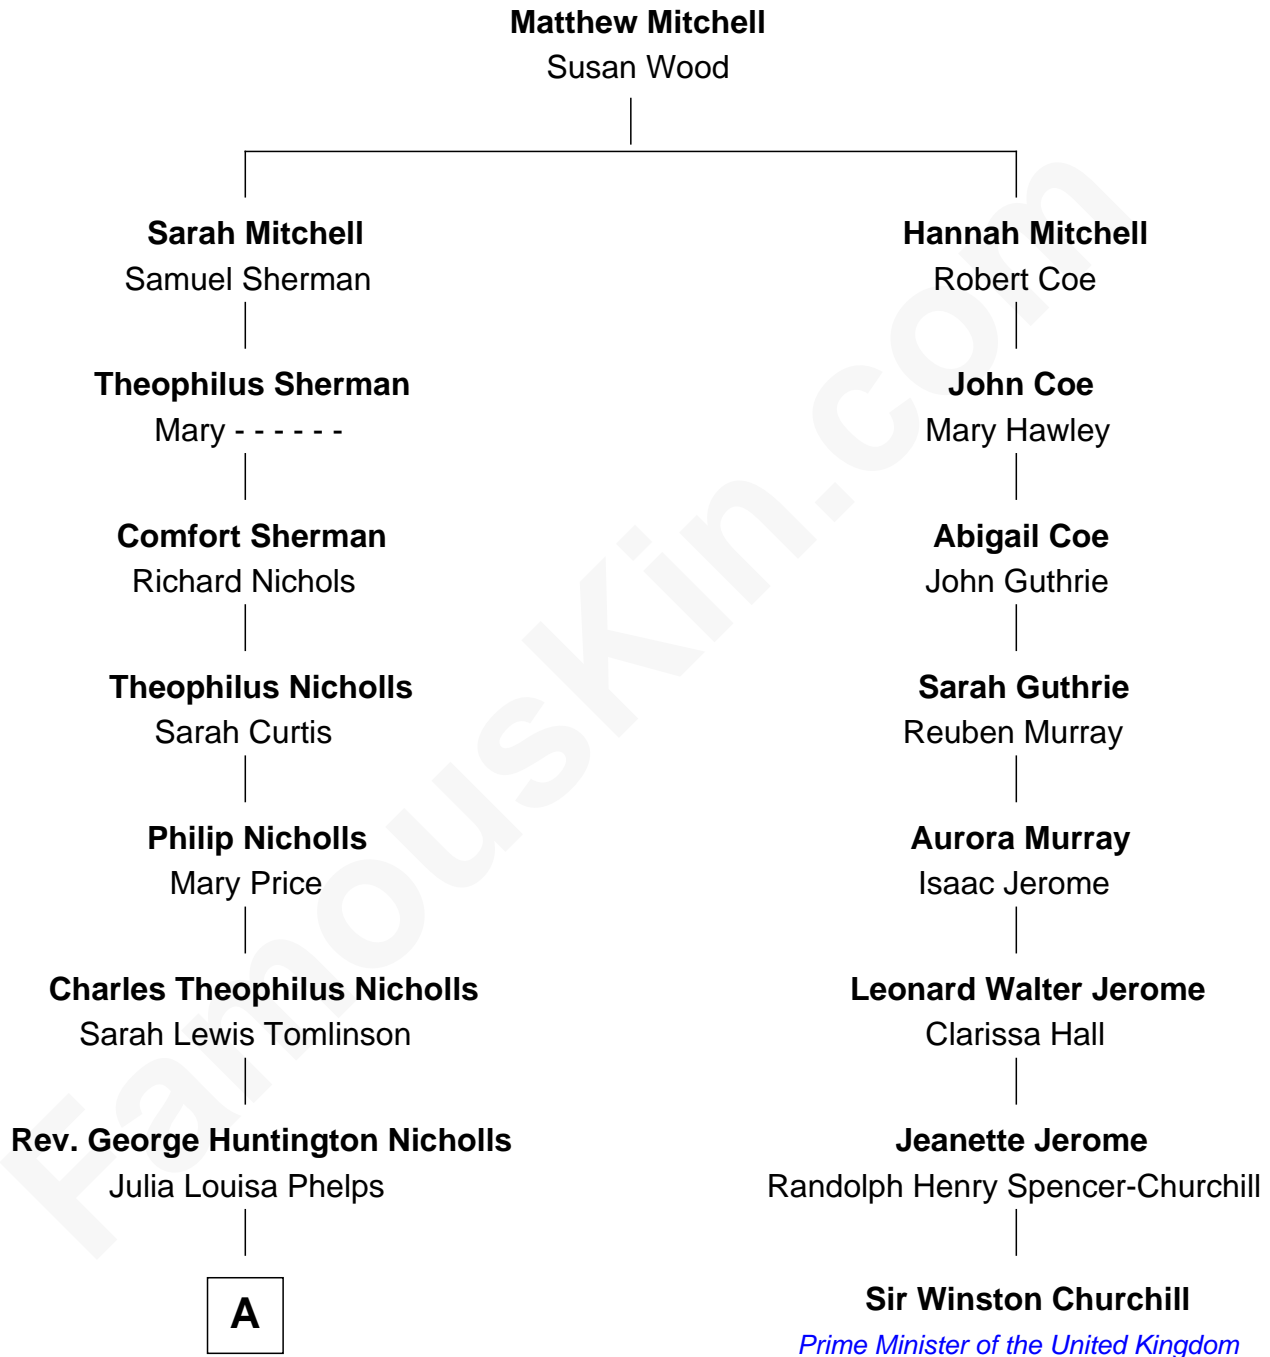 Matthew Mitchell
Susan Wood
Sarah Mitchell
Samuel Sherman
Hannah Mitchell
Robert Coe
Theophilus Sherman
Mary - - - - - -
John Coe
Mary Hawley
Comfort Sherman
Richard Nichols
Abigail Coe
John Guthrie
Theophilus Nicholls
Sarah Curtis
Sarah Guthrie
Reuben Murray
Philip Nicholls
Mary Price
Aurora Murray
Isaac Jerome
Charles Theophilus Nicholls
Sarah Lewis Tomlinson
Leonard Walter Jerome
Clarissa Hall
Rev. George Huntington Nicholls
Julia Louisa Phelps
Jeanette Jerome
Randolph Henry Spencer-Churchill
A
Sir Winston Churchill
Prime Minister of the United Kingdom
FamousKin.com